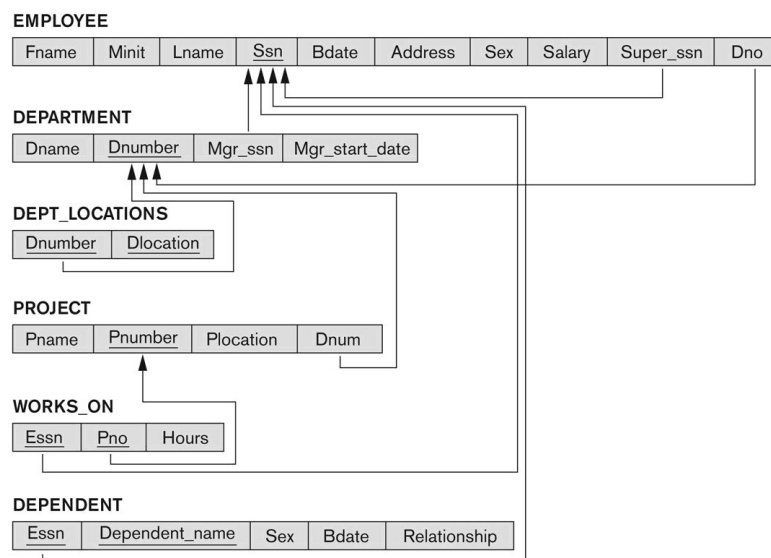 EMPLOYEE
Fname Minit Lname Ssn Bdate Address Sex Salary Super_ssn Dno
DEPARTMENT
Dname Dnumber Mgr_ssn Mgr_start_date
DEPT_LOCATIONS
Dnumber Dlocation
PROJECT
Pname Pnumber Plocation Dnum
WORKS_ON
Essn Pno Hours
DEPENDENT
Essn Dependent_name Sex Bdate Relationship